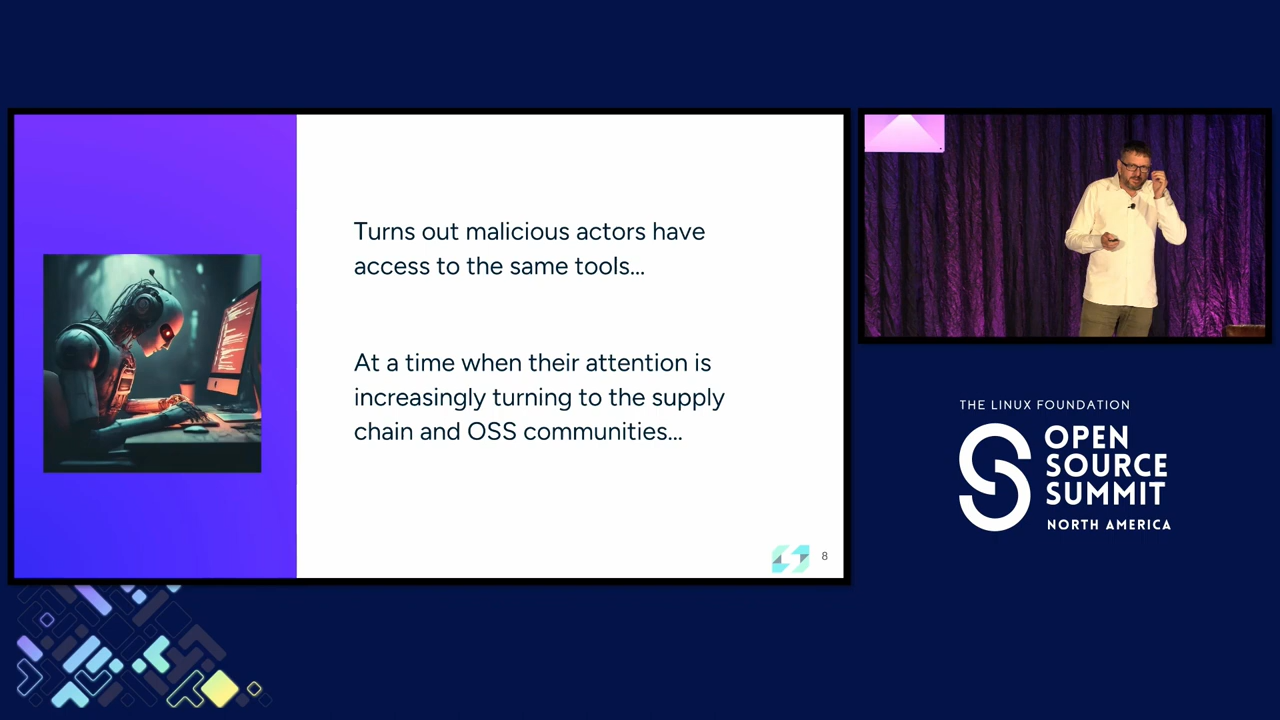 Turns out malicious actors have
access to the same tools...
At a time when their attention is
increasingly turning to the supply
chain and OSS communities...
8
THE LINUX FOUNDATION
OPEN
SOURCE
SUMMIT
NORTH AMERICA